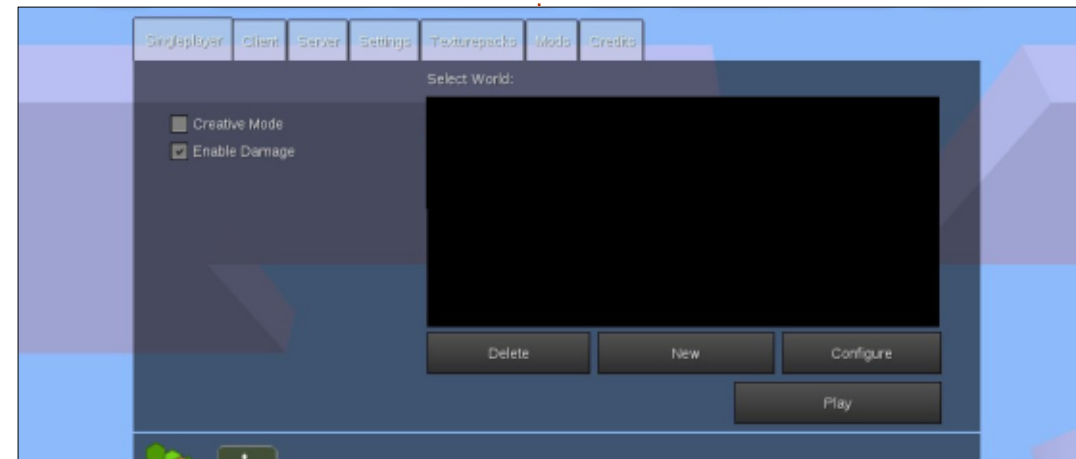 Singleplayer Client Server Settings Texturepacks Mods Credits
Select World:
Creative Mode
Enable Damage
Delete New Configure
Play